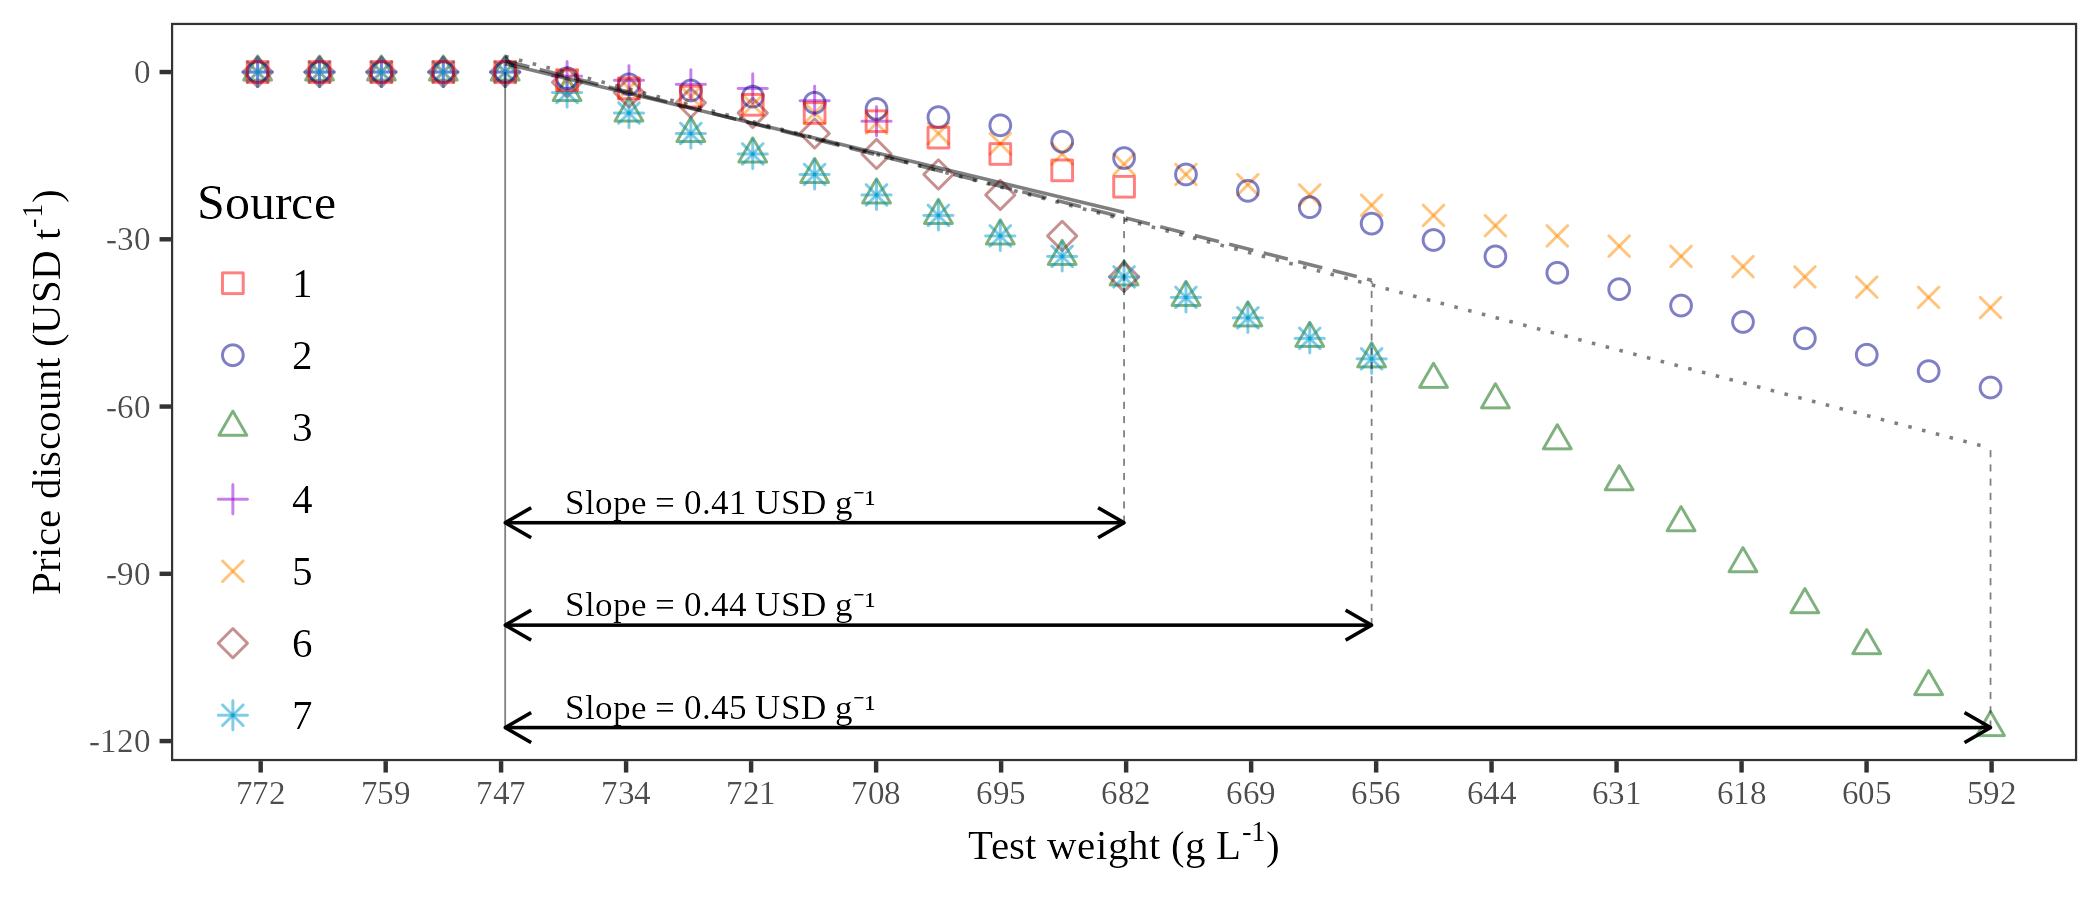 0
-30
-60
-90
-120
Price discount (USD t⁻¹)
Source
1
2
3
4
5
6
7
Slope = 0.41 USD g⁻¹
Slope = 0.44 USD g⁻¹
Slope = 0.45 USD g⁻¹
772 759 747 734 721 708 695 682 669 656 644 631 618 605 592
Test weight (g L⁻¹)